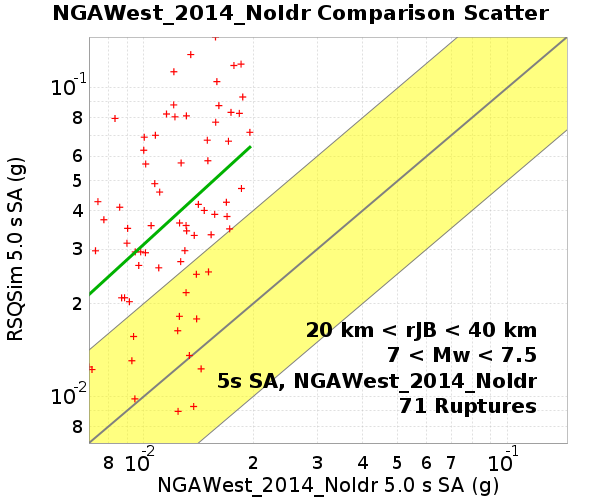 NGAWest_2014_NoIdr Comparison Scatter
RSQSim 5.0 s SA (g)
10-1
8
6
5
4
3
2
10-2
8
20 km < rJB < 40 km
7 < Mw < 7.5
5s SA, NGAWest_2014_NoIdr
71 Ruptures
8 10-2 2 3 4 5 6 7 10-1
NGAWest_2014_NoIdr 5.0 s SA (g)